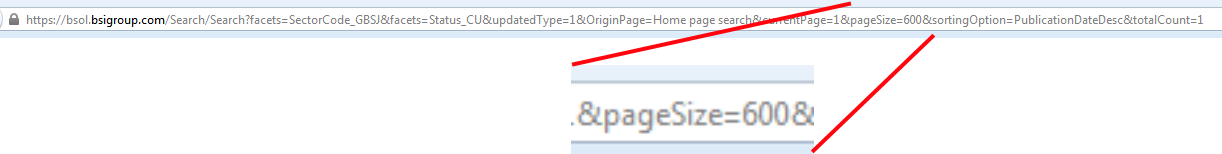 https://bsol.bsigroup.com/Search/Search?facets=SectorCode_GBSJ&facets=Status_CU&updatedType=1&OriginPage=Home page search&currentPage=1&pageSize=600&sortingOption=PublicationDateDesc&totalCount=1
&pageSize=600&